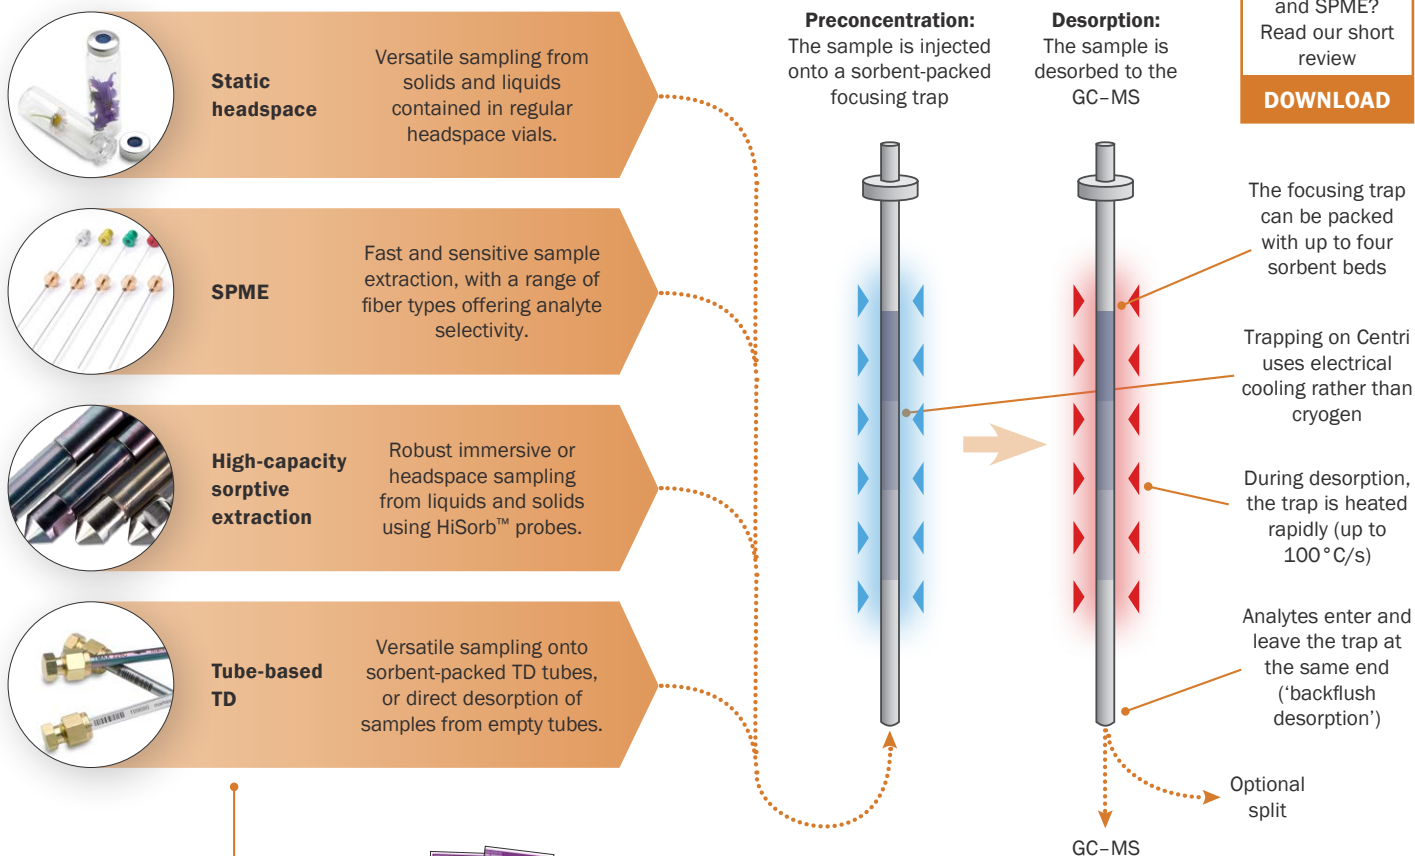 Static
headspace
Versatile sampling from
solids and liquids
contained in regular
headspace vials.
SPME
Fast and sensitive sample
extraction, with a range of
fiber types offering analyte
selectivity.
High-capacity
sorptive
extraction
Robust immersive or
headspace sampling
from liquids and solids
using HiSorb™ probes.
Tube-based
TD
Versatile sampling onto
sorbent-packed TD tubes,
or direct desorption of
samples from empty tubes.
Preconcentration:
The sample is injected
onto a sorbent-packed
focusing trap
Desorption:
The sample is
desorbed to the
GC–MS
and SPME?
Read our short
review
DOWNLOAD
The focusing trap
can be packed
with up to four
sorbent beds
Trapping on Centri
uses electrical
cooling rather than
cryogen
During desorption,
the trap is heated
rapidly (up to
100°C/s)
Analytes enter and
leave the trap at
the same end
(‘backflush
desorption’)
Optional
split
GC–MS